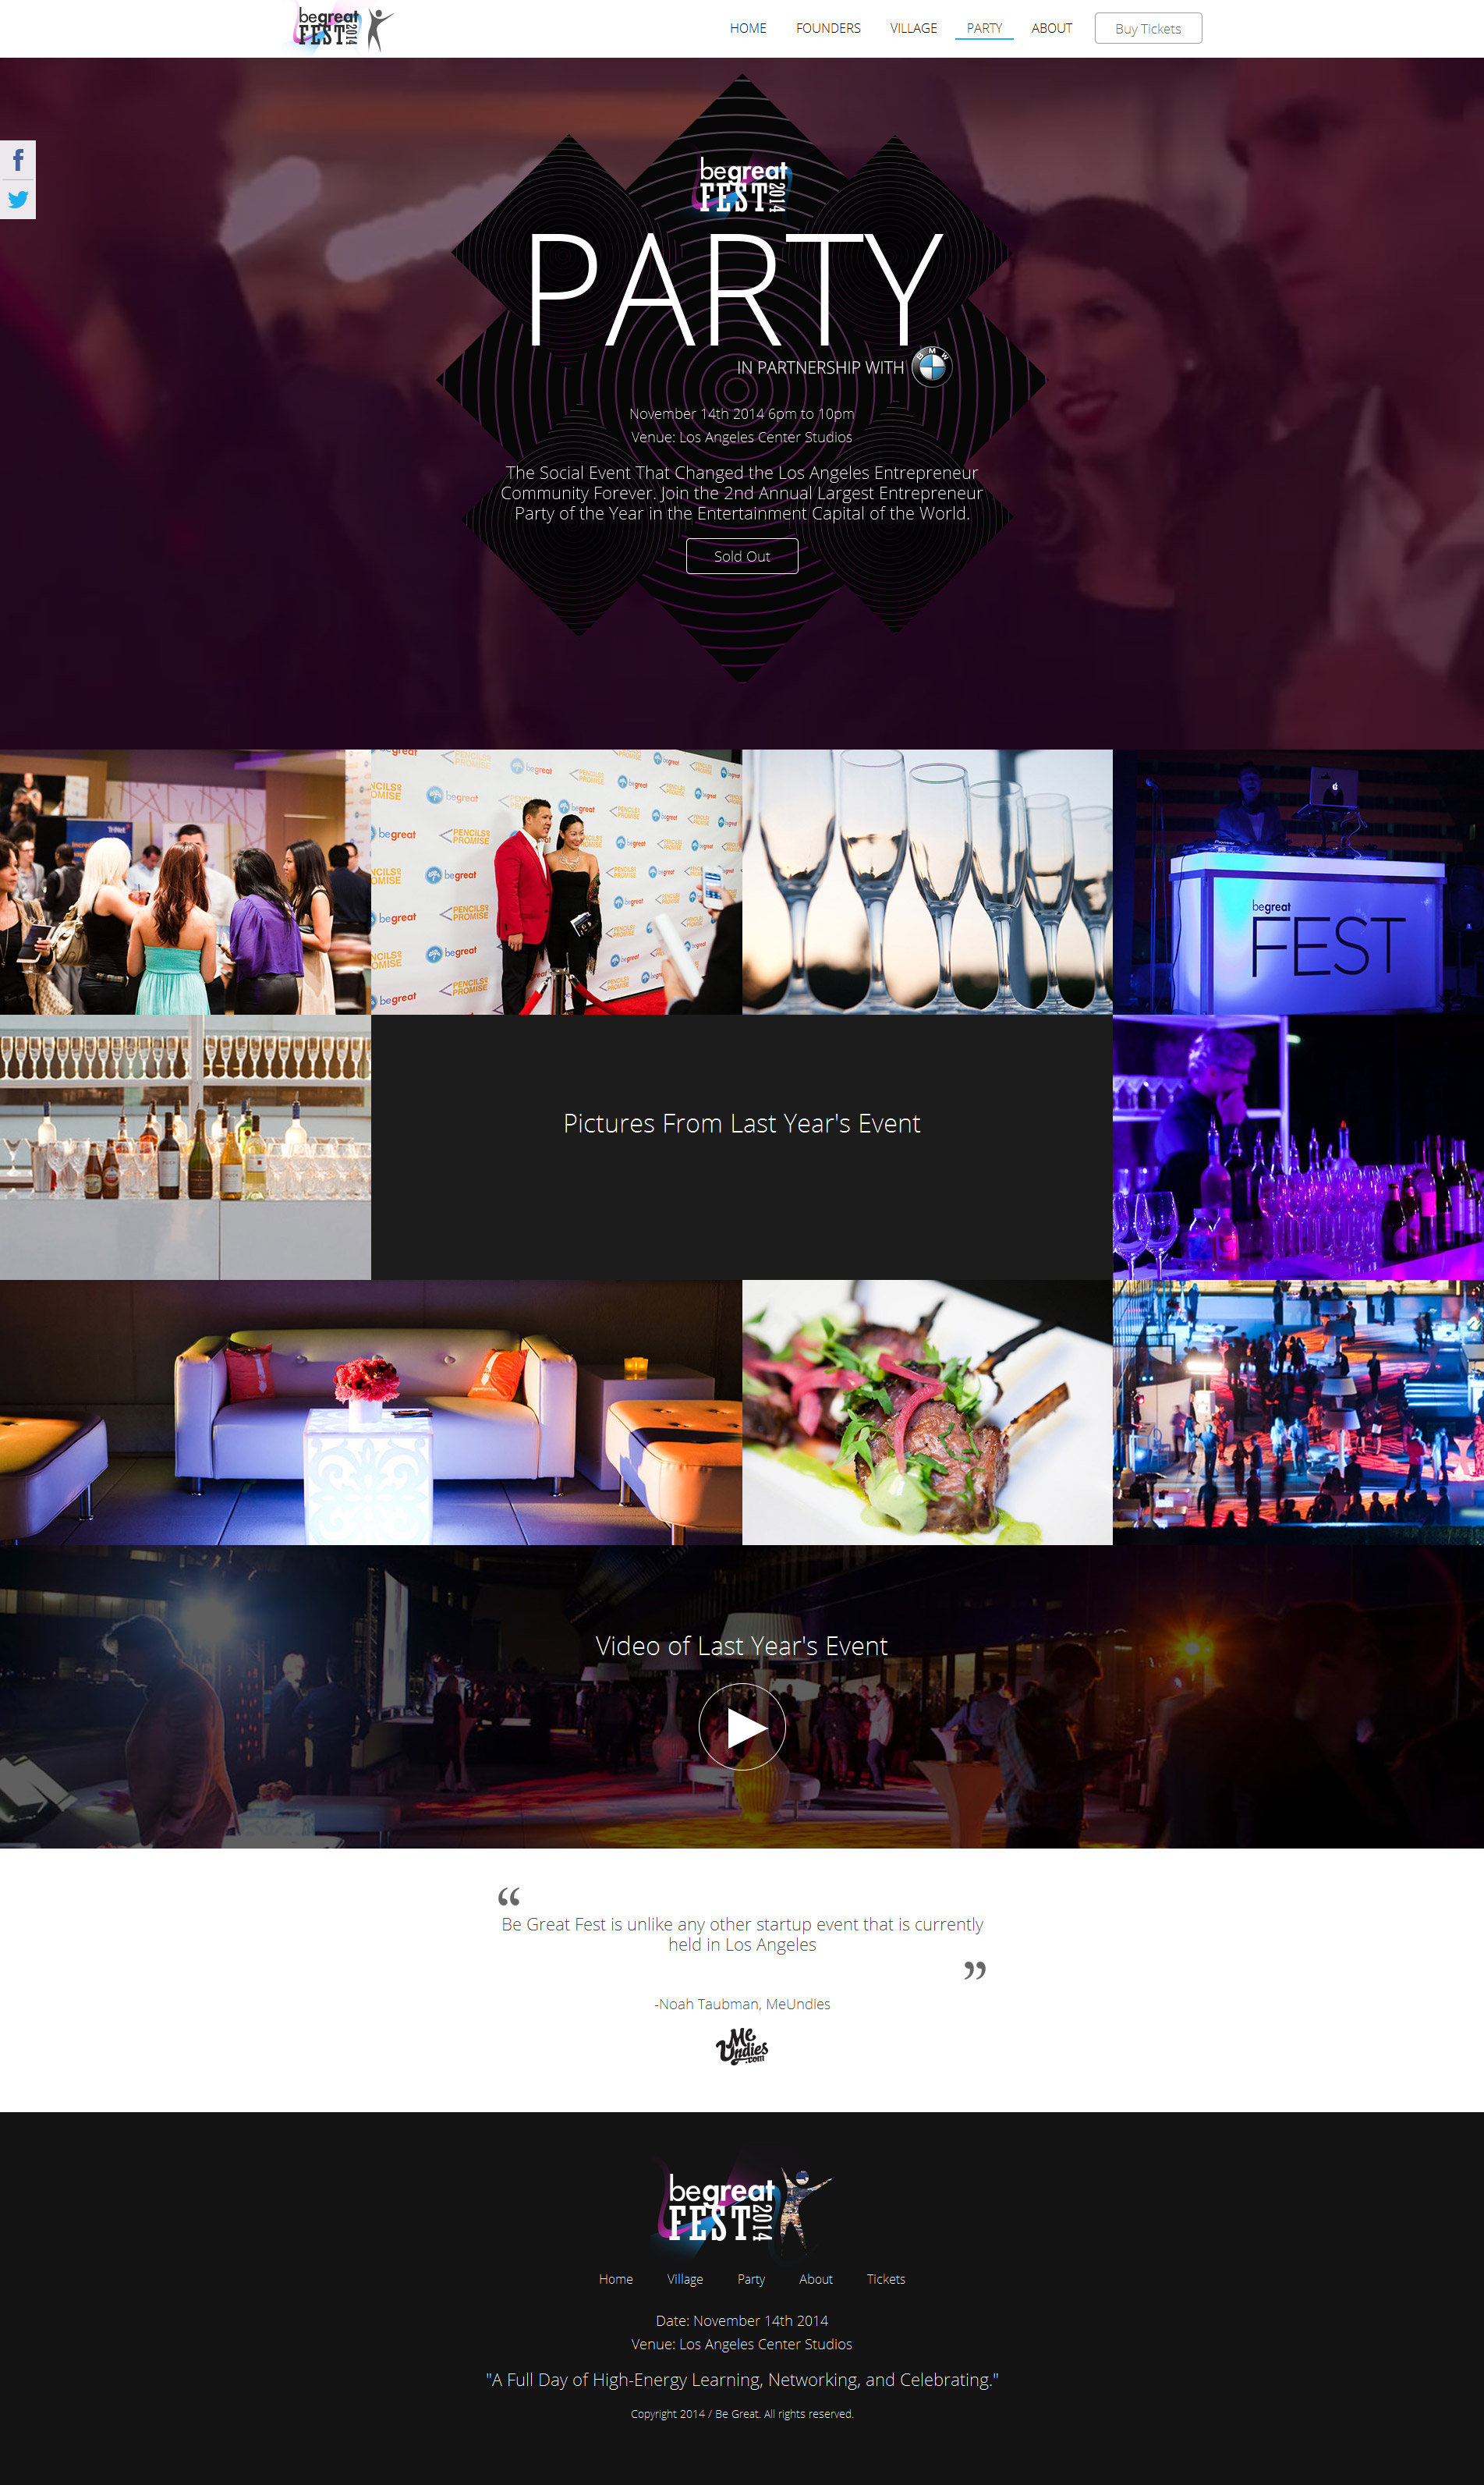 begreat
FEST 2014
HOME
FOUNDERS
VILLAGE
PARTY
ABOUT
Buy Tickets
begreat
FEST 2014
PARTY
IN PARTNERSHIP WITH
BMW
November 14th 2014 6pm to 10pm
Venue: Los Angeles Center Studios
The Social Event That Changed the Los Angeles Entrepreneur
Community Forever. Join the 2nd Annual Largest Entrepreneur
Party of the Year in the Entertainment Capital of the World.
Sold Out
begreat
PENCILS OF PROMISE
begreat
FEST
Pictures From Last Year's Event
Video of Last Year's Event
“
Be Great Fest is unlike any other startup event that is currently
held in Los Angeles
”
-Noah Taubman, MeUndies
MeUndies.com
begreat
FEST 2014
Home
Village
Party
About
Tickets
Date: November 14th 2014
Venue: Los Angeles Center Studios
"A Full Day of High-Energy Learning, Networking, and Celebrating."
Copyright 2014 / Be Great. All rights reserved.